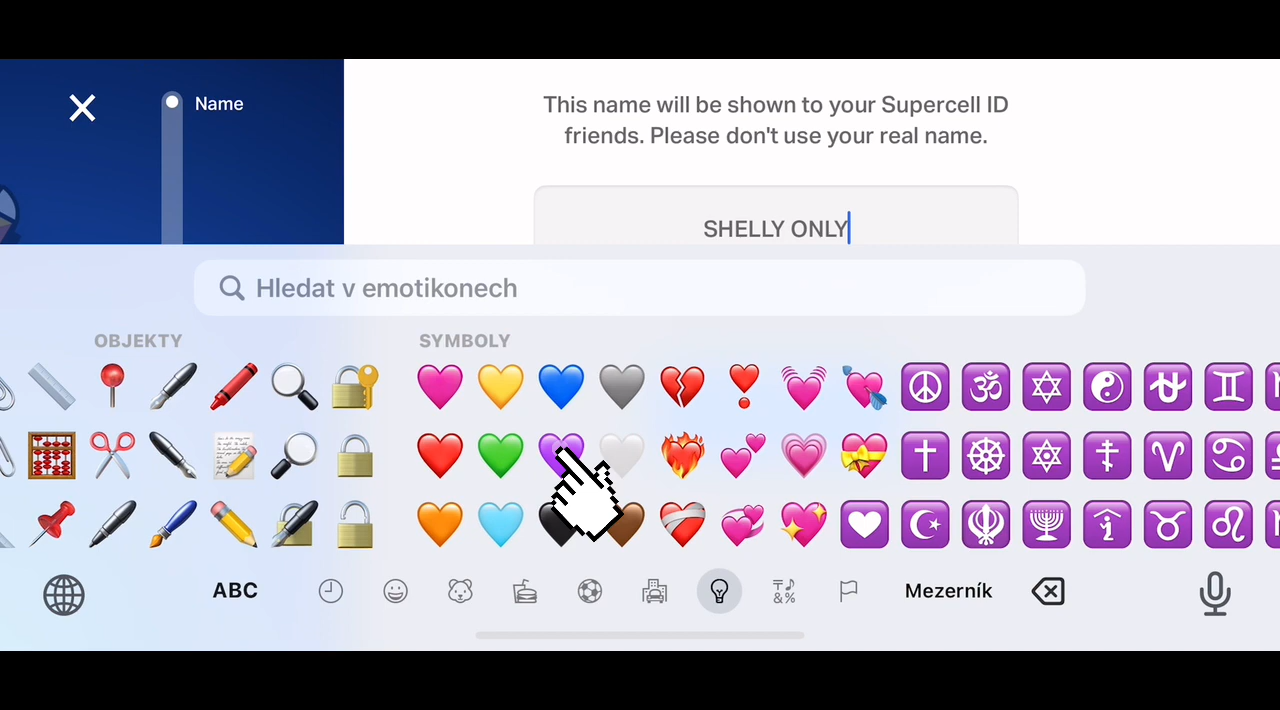 Name
This name will be shown to your Supercell ID
friends. Please don't use your real name.
SHELLY ONLY
Hledat v emotikonech
OBJEKTY
SYMBOLY
ABC
Mezerník